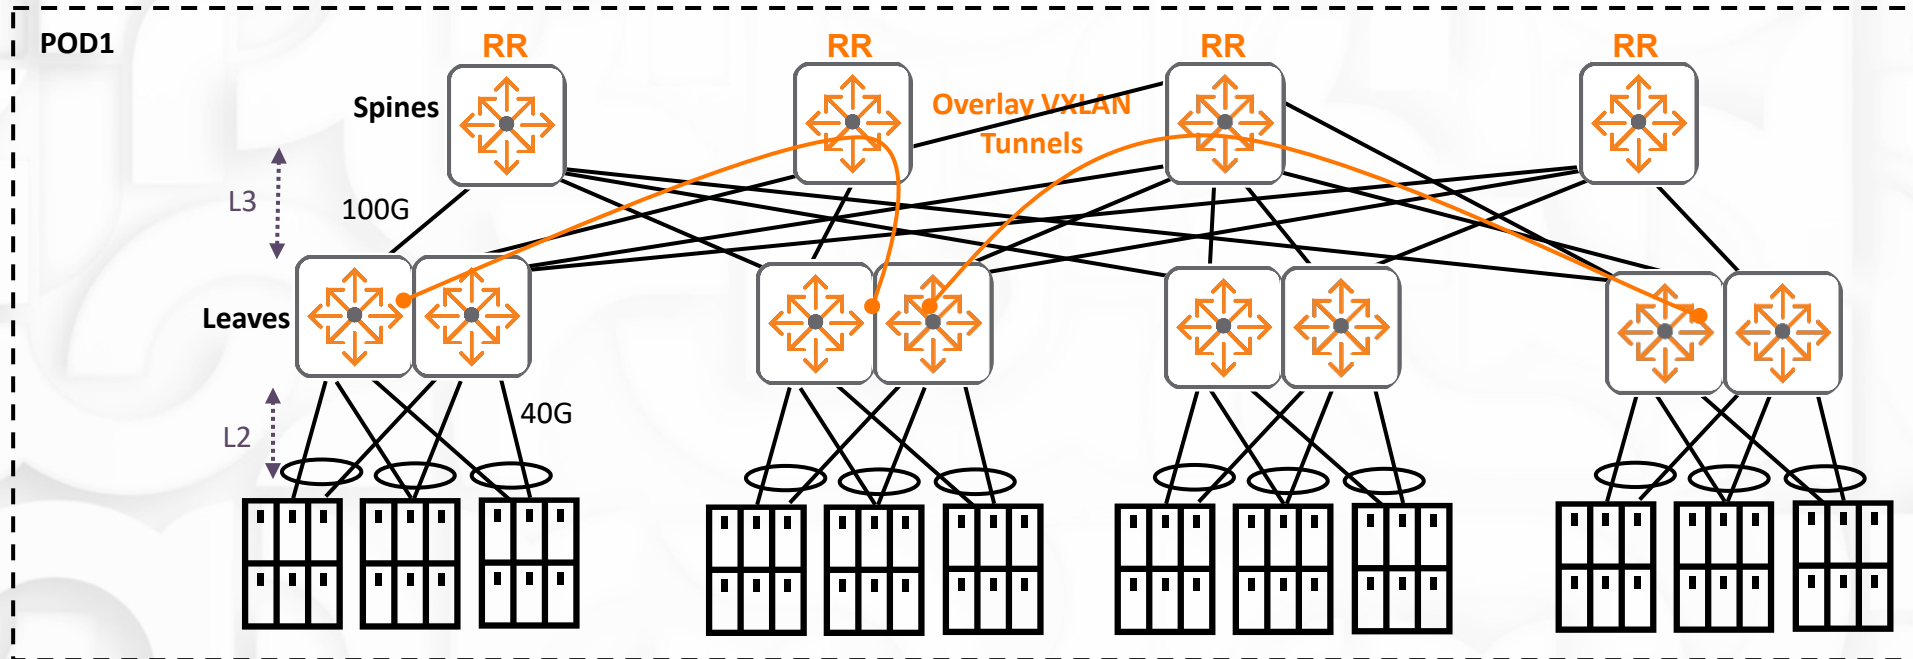 POD1
RR
RR
RR
RR
Spines
Overlay VXLAN
Tunnels
L3
100G
Leaves
L2
40G